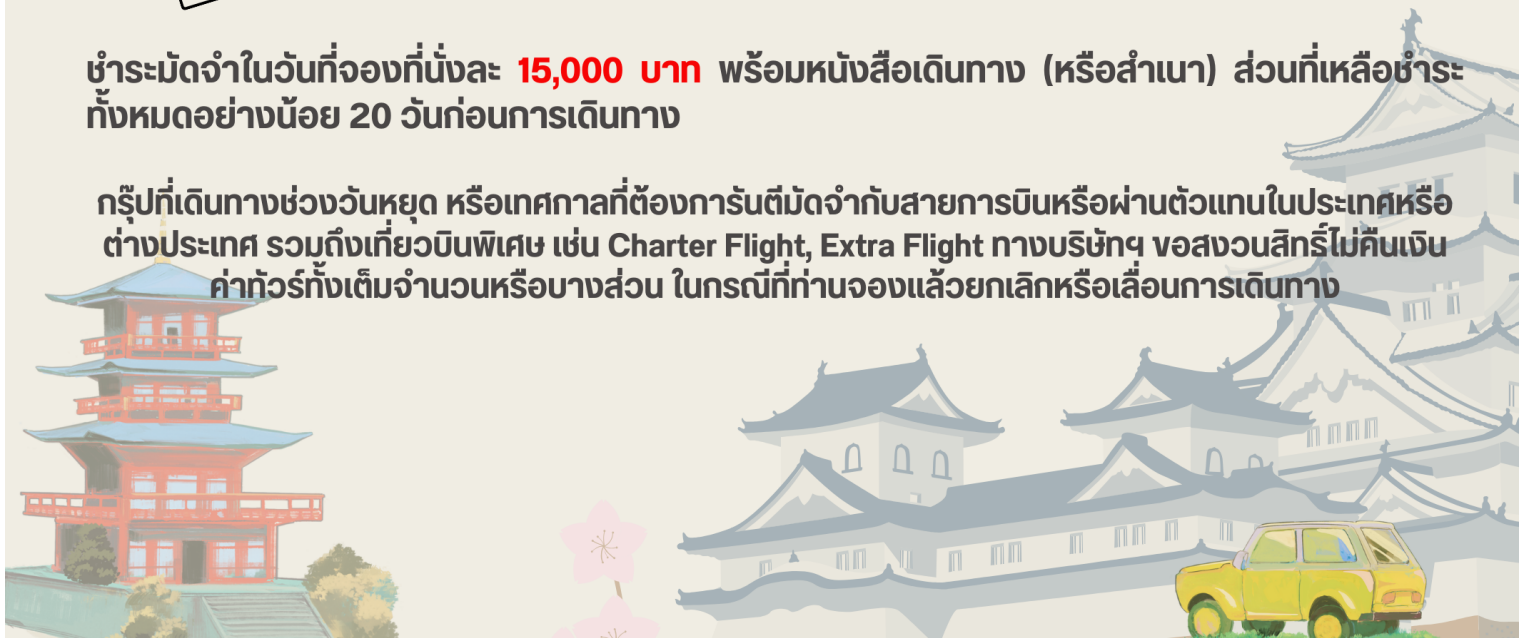 ชำระมัดจำในวันที่จองที่นั่งละ 15,000 บาท พร้อมหนังสือเดินทาง (หรือสำเนา) ส่วนที่เหลือชำระ
ทั้งหมดอย่างน้อย 20 วันก่อนการเดินทาง
กรุ๊ปที่เดินทางช่วงวันหยุด หรือเทศกาลที่ต้องการันตีมัดจำกับสายการบินหรือผ่านตัวแทนในประเทศหรือ
ต่างประเทศ รวมถึงเที่ยวบินพิเศษ เช่น Charter Flight, Extra Flight ทางบริษัทฯ ขอสงวนสิทธิ์ไม่คืนเงิน
ค่าทัวร์ทั้งเต็มจำนวนหรือบางส่วน ในกรณีที่ท่านจองแล้วยกเลิกหรือเลื่อนการเดินทาง